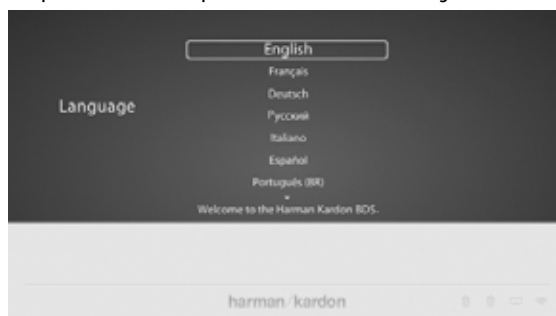 English
Français
Deutsch
Language
Русский
Italiano
Español
Português (BR)
Welcome to the Harman Kardon BDS.
harman/kardon